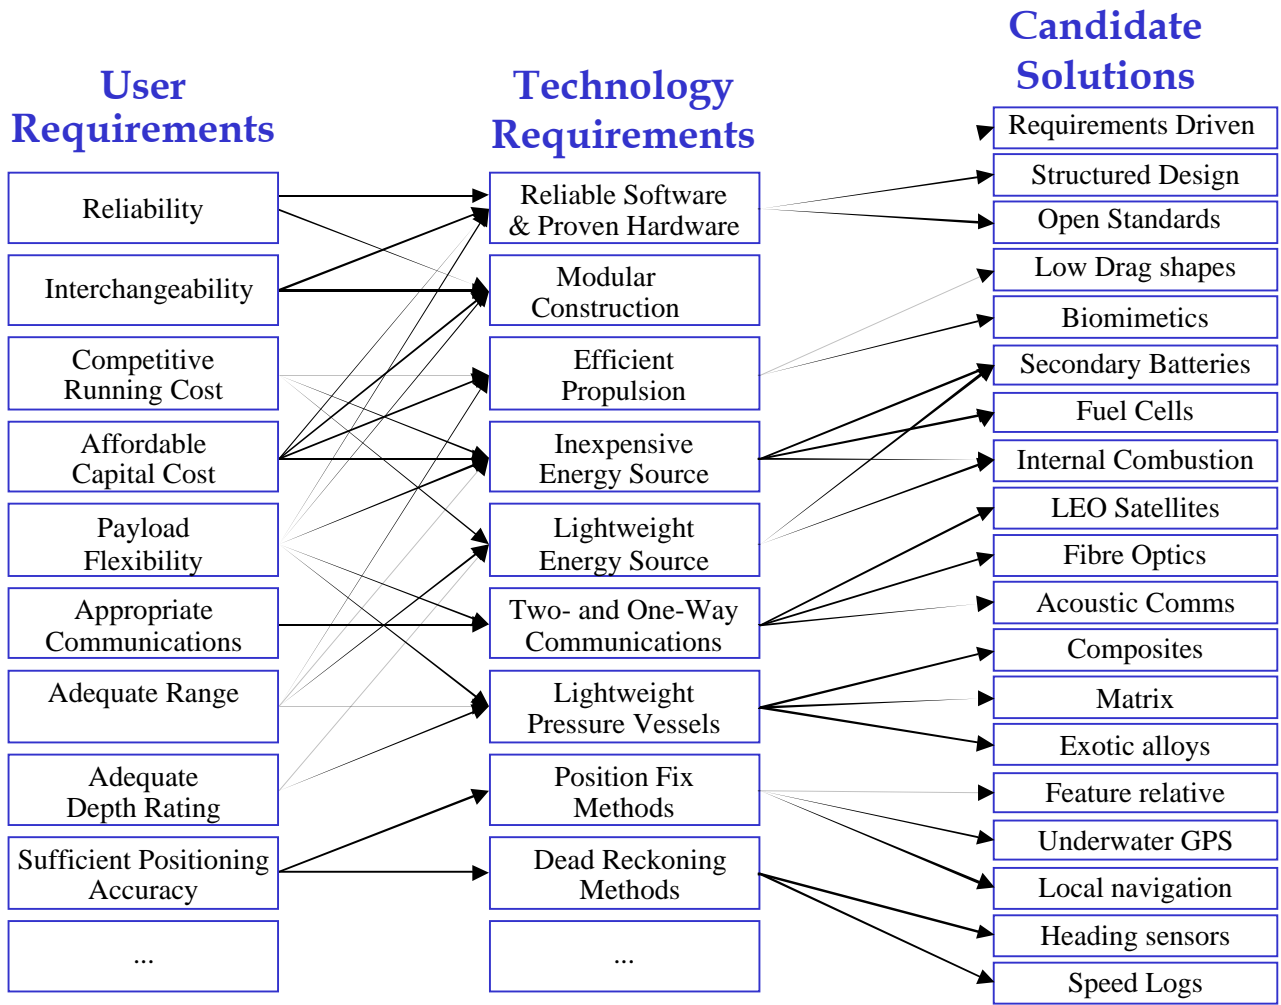 User
Requirements
Reliability
Interchangeability
Competitive
Running Cost
Affordable
Capital Cost
Payload
Flexibility
Appropriate
Communications
Adequate Range
Adequate
Depth Rating
Sufficient Positioning
Accuracy
...
Technology
Requirements
Reliable Software
& Proven Hardware
Modular
Construction
Efficient
Propulsion
Inexpensive
Energy Source
Lightweight
Energy Source
Two- and One-Way
Communications
Lightweight
Pressure Vessels
Position Fix
Methods
Dead Reckoning
Methods
...
Candidate
Solutions
Requirements Driven
Structured Design
Open Standards
Low Drag shapes
Biomimetics
Secondary Batteries
Fuel Cells
Internal Combustion
LEO Satellites
Fibre Optics
Acoustic Comms
Composites
Matrix
Exotic alloys
Feature relative
Underwater GPS
Local navigation
Heading sensors
Speed Logs